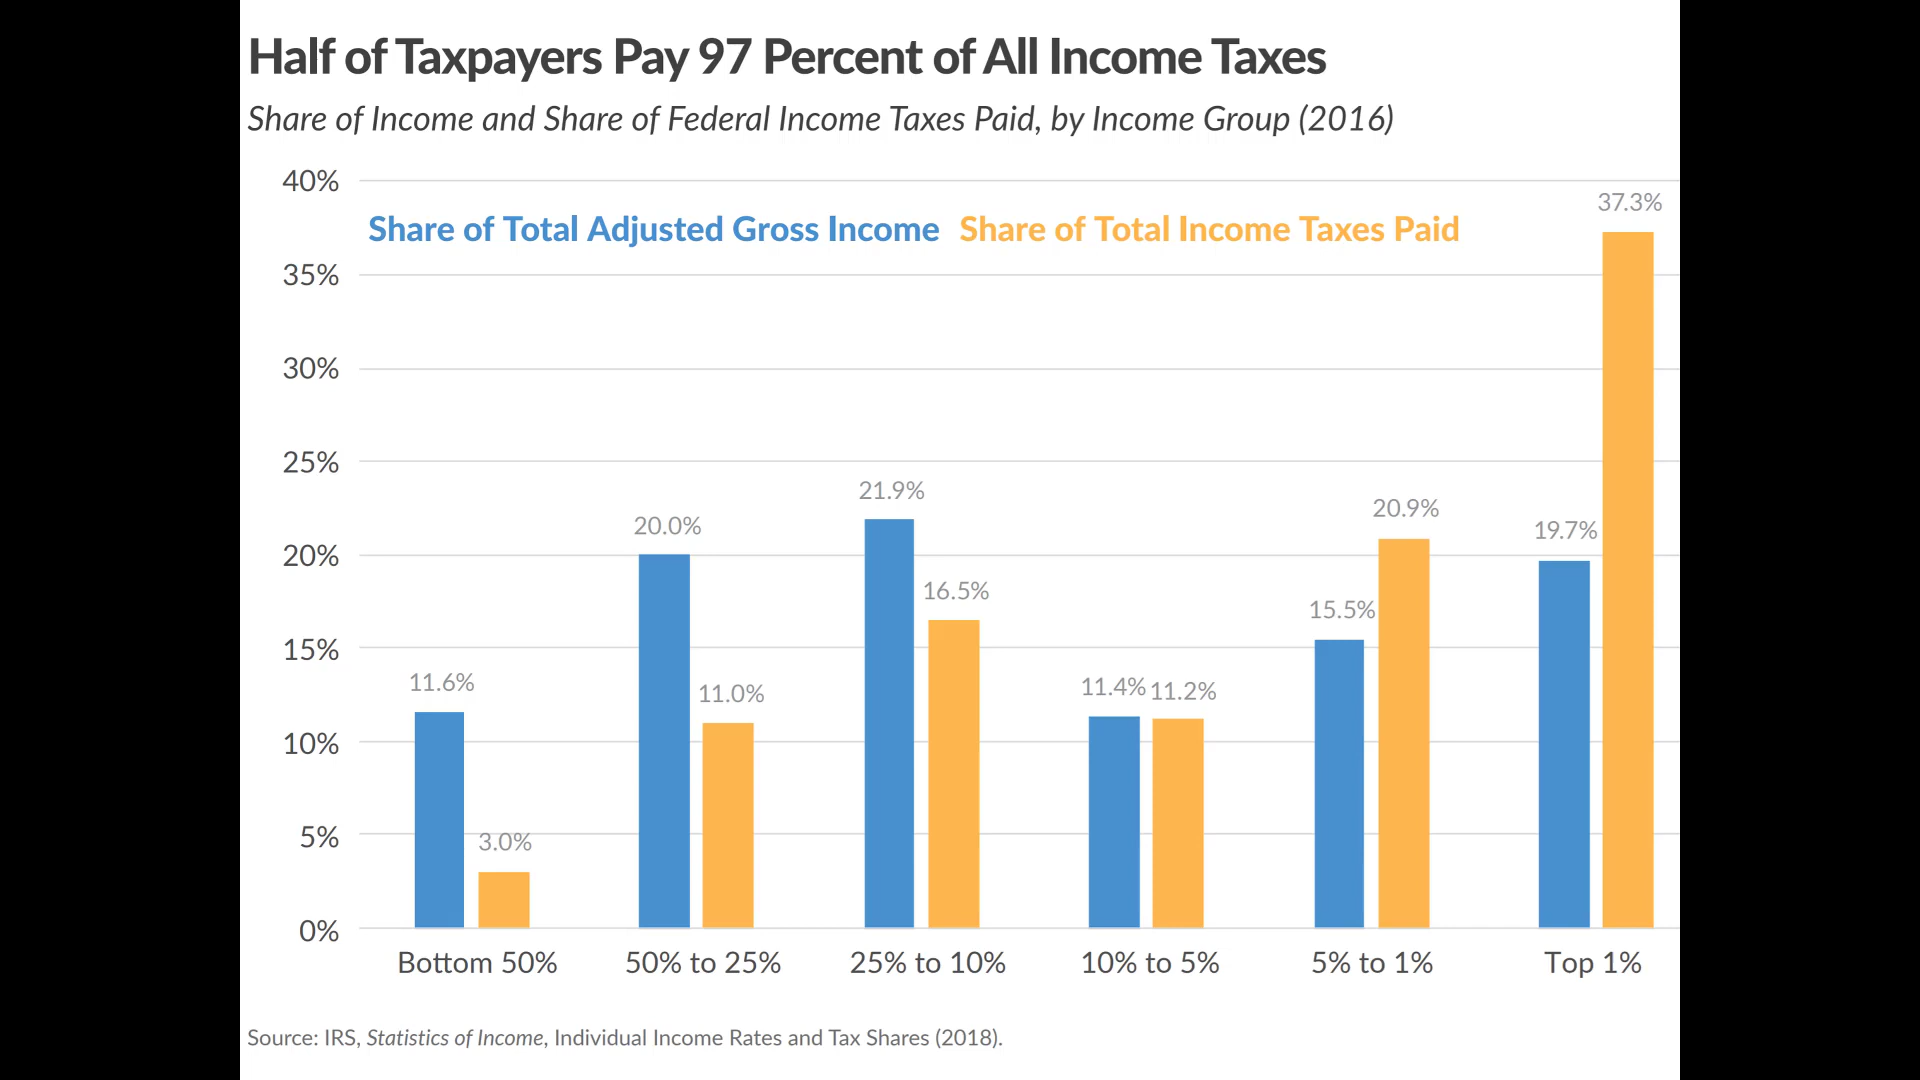 Half of Taxpayers Pay 97 Percent of All Income Taxes
Share of Income and Share of Federal Income Taxes Paid, by Income Group (2016)
40%
35%
30%
25%
20%
15%
10%
5%
0%
Share of Total Adjusted Gross Income
Share of Total Income Taxes Paid
11.6%
3.0%
20.0%
11.0%
21.9%
16.5%
11.4%
11.2%
15.5%
20.9%
19.7%
37.3%
Bottom 50%
50% to 25%
25% to 10%
10% to 5%
5% to 1%
Top 1%
Source: IRS, Statistics of Income, Individual Income Rates and Tax Shares (2018).